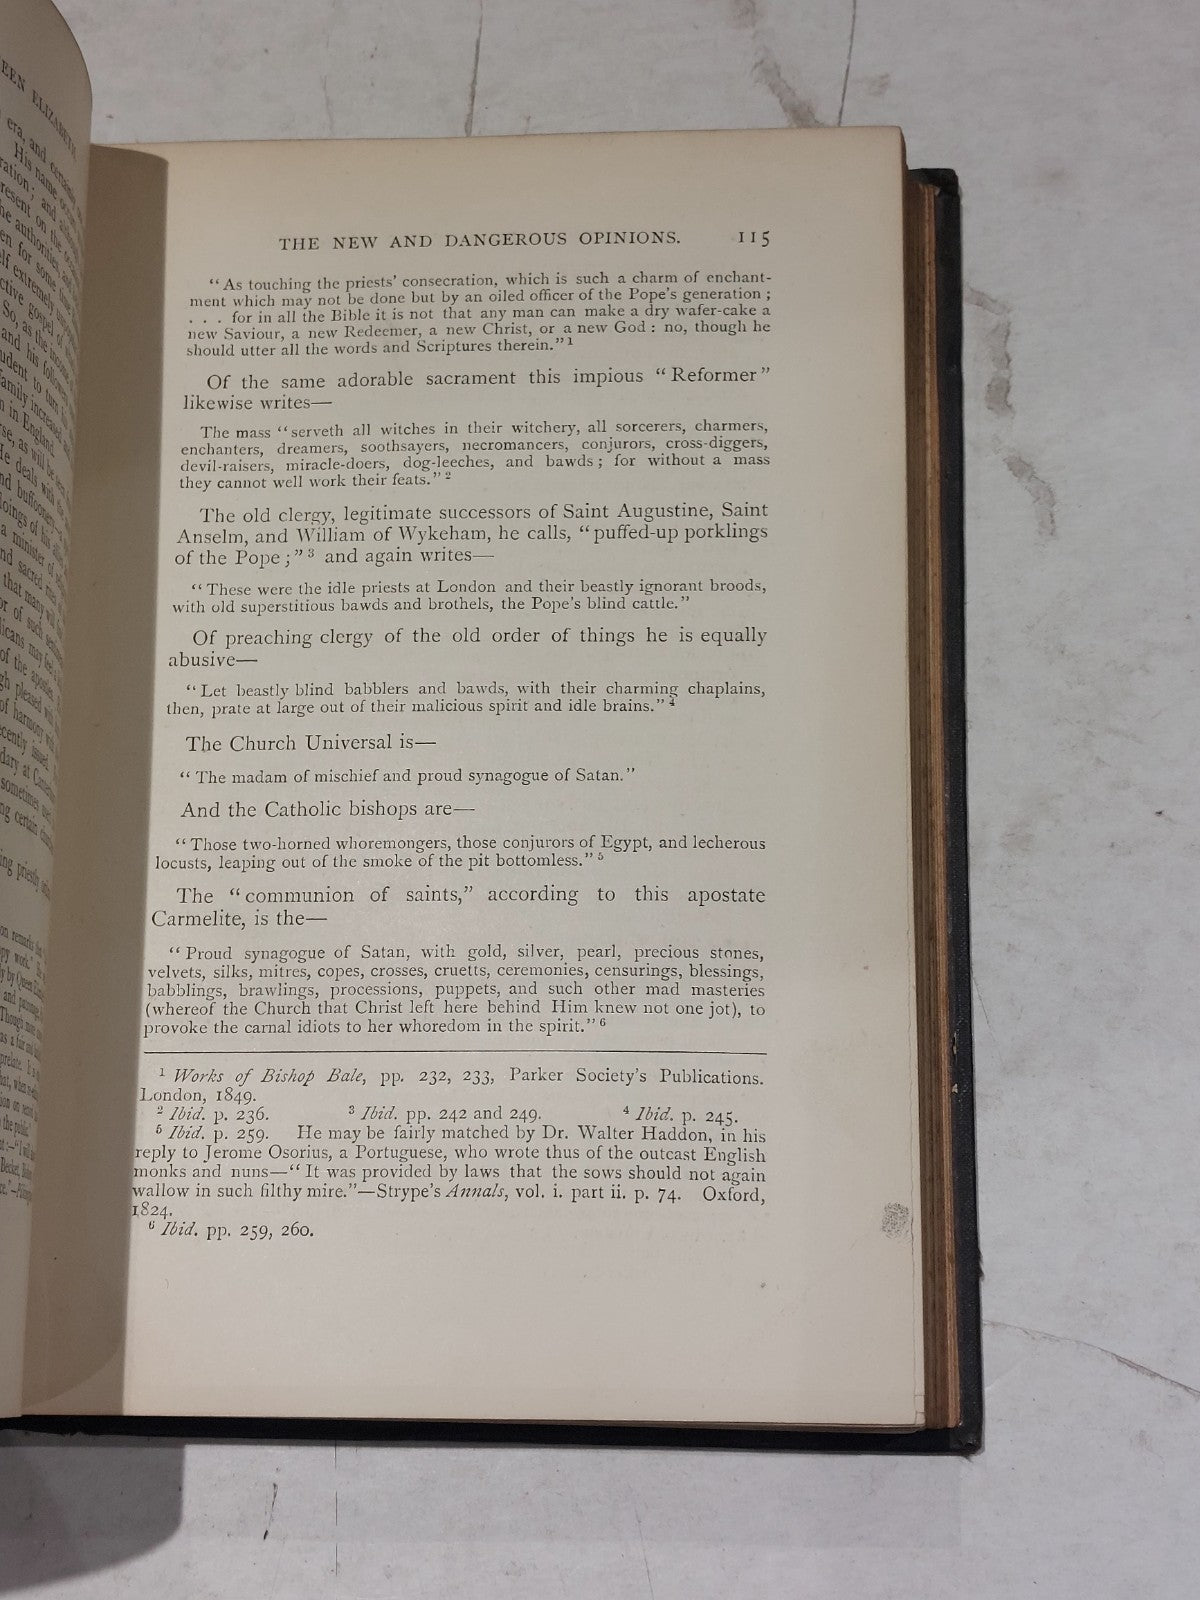 EEN ELIZABETH
era, and certain
His name occurs
THE NEW AND DANGEROUS OPINIONS. 115
“As touching the priests’ consecration, which is such a charm of enchant-
ment which may not be done but by an oiled officer of the Pope’s generation ;
. . . for in all the Bible it is not that any man can make a dry wafer-cake a
new Saviour, a new Redeemer, a new Christ, or a new God : no, though he
should utter all the words and Scriptures therein.”1
Of the same adorable sacrament this impious “Reformer”
likewise writes—
The mass “serveth all witches in their witchery, all sorcerers, charmers,
enchanters, dreamers, soothsayers, necromancers, conjurors, cross-diggers,
devil-raisers, miracle-doers, dog-leeches, and bawds ; for without a mass
they cannot well work their feats.”2
The old clergy, legitimate successors of Saint Augustine, Saint
Anselm, and William of Wykeham, he calls, “puffed-up porklings
of the Pope ;”3 and again writes—
“These were the idle priests at London and their beastly ignorant broods,
with old superstitious bawds and brothels, the Pope’s blind cattle.”
Of preaching clergy of the old order of things he is equally
abusive—
“Let beastly blind babblers and bawds, with their charming chaplains,
then, prate at large out of their malicious spirit and idle brains.”4
The Church Universal is—
“The madam of mischief and proud synagogue of Satan.”
And the Catholic bishops are—
“Those two-horned whoremongers, those conjurors of Egypt, and lecherous
locusts, leaping out of the smoke of the pit bottomless.”5
The “communion of saints,” according to this apostate
Carmelite, is the—
“Proud synagogue of Satan, with gold, silver, pearl, precious stones,
velvets, silks, mitres, copes, crosses, cruetts, ceremonies, censurings, blessings,
babblings, brawlings, processions, puppets, and such other mad masteries
(whereof the Church that Christ left here behind Him knew not one jot), to
provoke the carnal idiots to her whoredom in the spirit.”6
1 Works of Bishop Bale, pp. 232, 233, Parker Society’s Publications.
London, 1849.
2 Ibid. p. 236. 3 Ibid. pp. 242 and 249. 4 Ibid. p. 245.
5 Ibid. p. 259. He may be fairly matched by Dr. Walter Haddon, in his
reply to Jerome Osorius, a Portuguese, who wrote thus of the outcast English
monks and nuns—“It was provided by laws that the sows should not again
wallow in such filthy mire.”—Strype’s Annals, vol. i. part ii. p. 74. Oxford,
1824.
6 Ibid. pp. 259, 260.